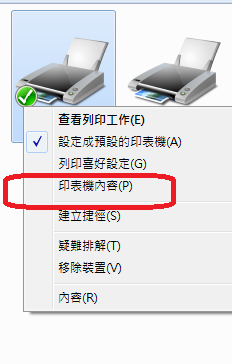 查看列印工作(E)
設定成預設的印表機(A)
列印喜好設定(G)
印表機內容(P)
建立捷徑(S)
疑難排解(T)
移除裝置(V)
內容(R)